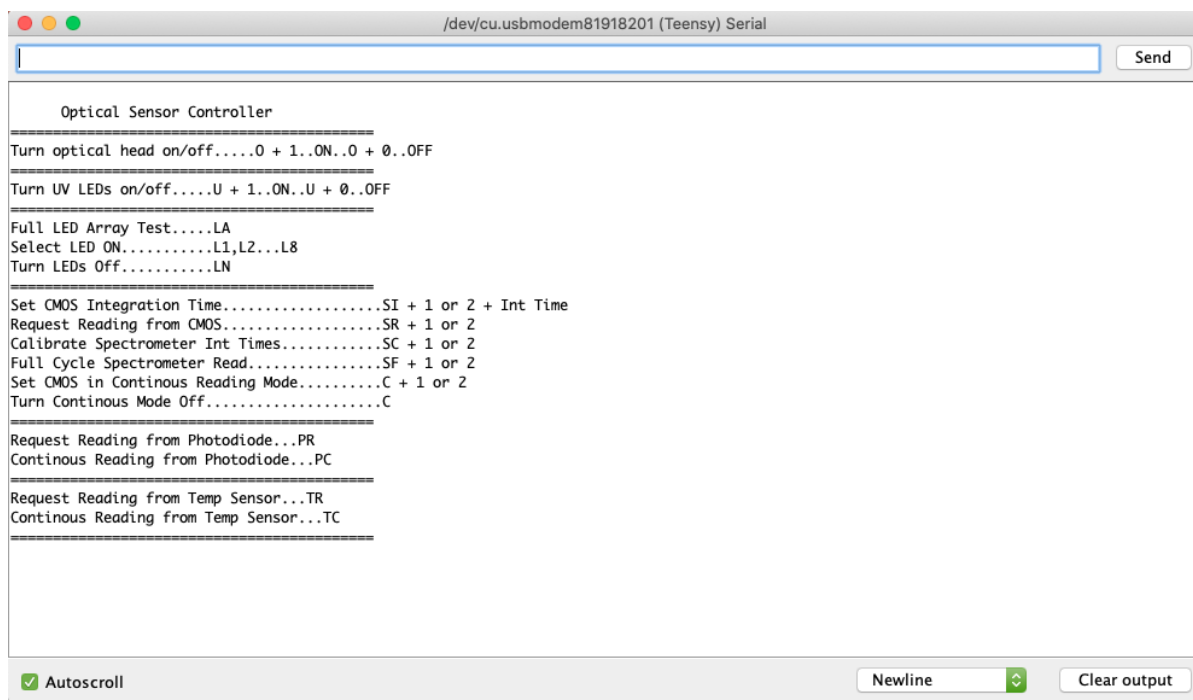 /dev/cu.usbmodem81918201 (Teensy) Serial
Send
Optical Sensor Controller
===========================================
Turn optical head on/off.....O + 1..ON..O + 0..OFF
===========================================
Turn UV LEDs on/off.....U + 1..ON..U + 0..OFF
===========================================
Full LED Array Test.....LA
Select LED ON...........L1,L2...L8
Turn LEDs Off...........LN
===========================================
Set CMOS Integration Time...................SI + 1 or 2 + Int Time
Request Reading from CMOS...................SR + 1 or 2
Calibrate Spectrometer Int Times............SC + 1 or 2
Full Cycle Spectrometer Read................SF + 1 or 2
Set CMOS in Continous Reading Mode..........C + 1 or 2
Turn Continous Mode Off.....................C
===========================================
Request Reading from Photodiode...PR
Continous Reading from Photodiode...PC
===========================================
Request Reading from Temp Sensor...TR
Continous Reading from Temp Sensor...TC
===========================================
Autoscroll
Newline
Clear output